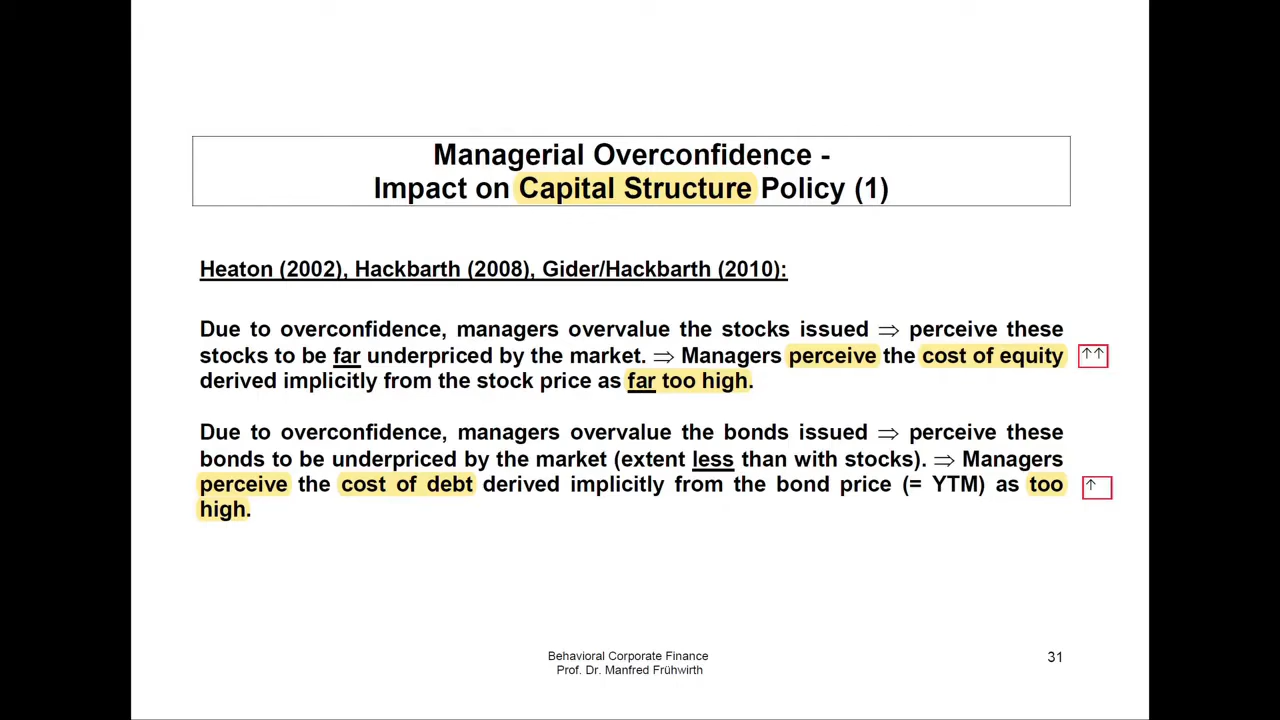 Managerial Overconfidence -
Impact on Capital Structure Policy (1)
Heaton (2002), Hackbarth (2008), Gider/Hackbarth (2010):
Due to overconfidence, managers overvalue the stocks issued ⇒ perceive these
stocks to be far underpriced by the market. ⇒ Managers perceive the cost of equity ↑↑
derived implicitly from the stock price as far too high.
Due to overconfidence, managers overvalue the bonds issued ⇒ perceive these
bonds to be underpriced by the market (extent less than with stocks). ⇒ Managers
perceive the cost of debt derived implicitly from the bond price (= YTM) as too ↑
high.
Behavioral Corporate Finance
Prof. Dr. Manfred Frühwirth
31